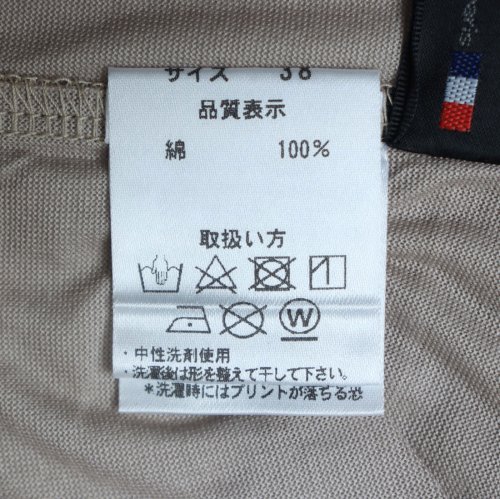 サイズ 38
品質表示
綿 100%
取扱い方
W
・中性洗剤使用
・洗濯後は形を整えて干して下さい。
*洗濯時にはプリントが落ちる恐